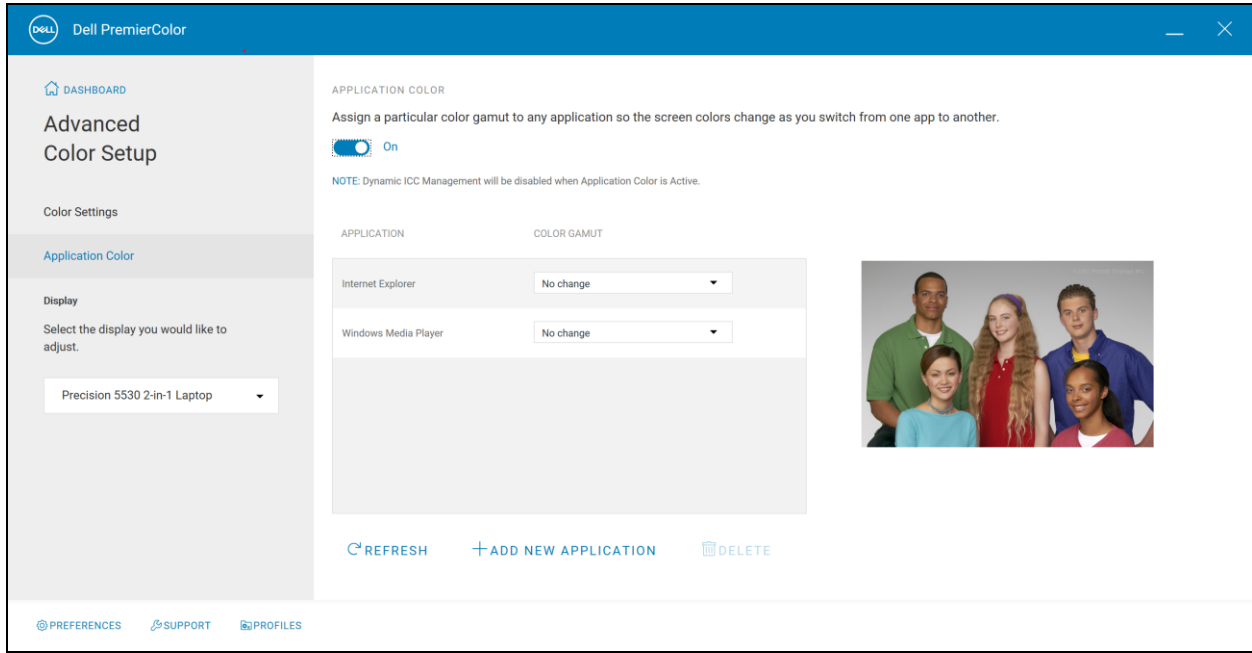 DELL Dell PremierColor
DASHBOARD
Advanced
Color Setup
Color Settings
Application Color
Display
Select the display you would like to
adjust.
Precision 5530 2-in-1 Laptop
APPLICATION COLOR
Assign a particular color gamut to any application so the screen colors change as you switch from one app to another.
On
NOTE: Dynamic ICC Management will be disabled when Application Color is Active.
APPLICATION COLOR GAMUT
Internet Explorer No change
Windows Media Player No change
REFRESH ADD NEW APPLICATION DELETE
PREFERENCES SUPPORT PROFILES